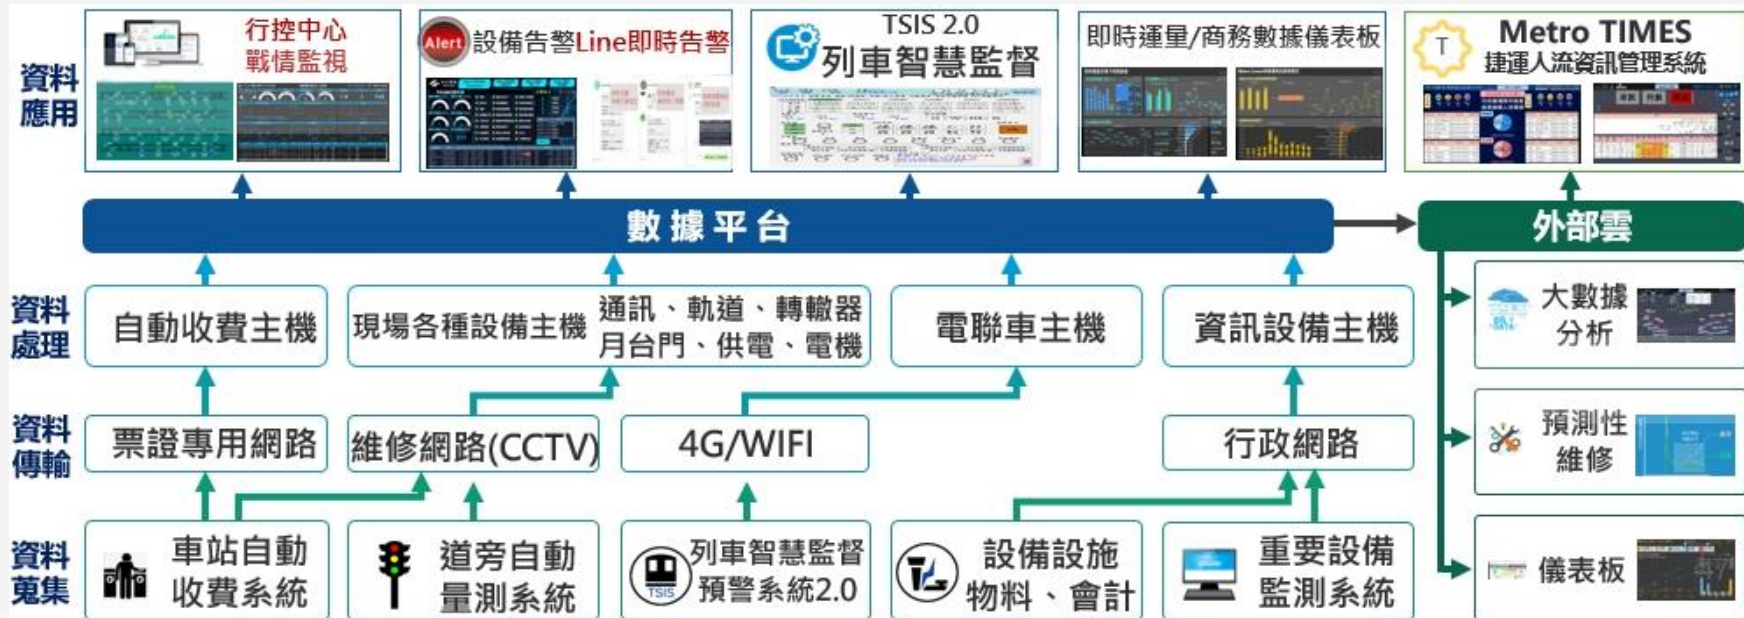 資料
應用
行控中心
戰情監視
Alert
設備告警Line即時告警
TSIS 2.0
列車智慧監督
即時運量/商務數據儀表板
T
Metro TIMES
捷運人流資訊管理系統
數據平台
外部雲
資料
處理
自動收費主機
現場各種設備主機
通訊、軌道、轉轍器
月台門、供電、電機
電聯車主機
資訊設備主機
大數據
分析
資料
傳輸
票證專用網路
維修網路(CCTV)
4G/WIFI
行政網路
預測性
維修
資料
蒐集
車站自動
收費系統
道旁自動
量測系統
TSIS
列車智慧監督
預警系統2.0
設備設施
物料、會計
重要設備
監測系統
儀表板